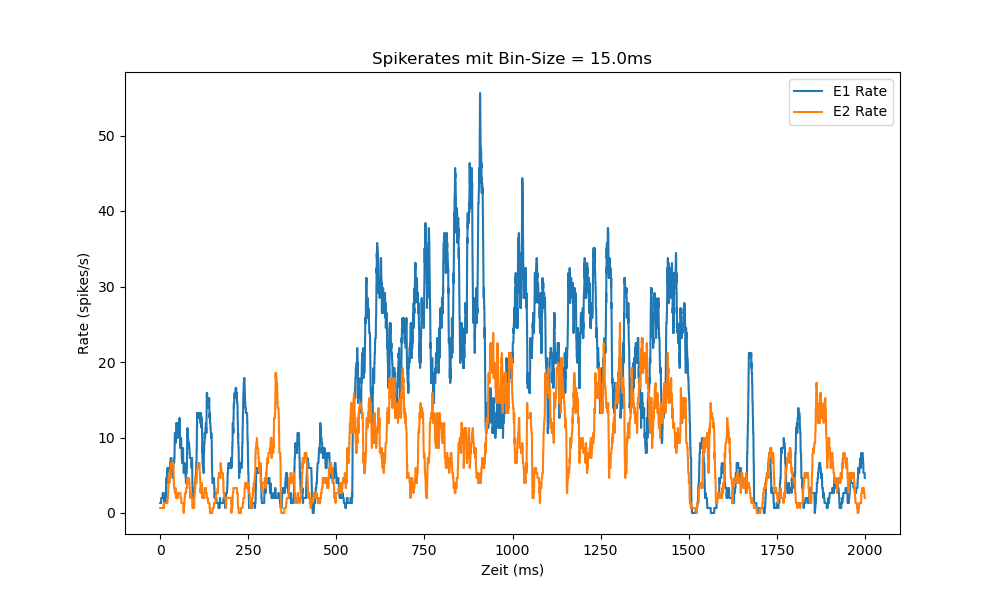 Spikerates mit Bin-Size = 15.0ms
E1 Rate
E2 Rate
Rate (spikes/s)
50
40
30
20
10
0
0 250 500 750 1000 1250 1500 1750 2000
Zeit (ms)